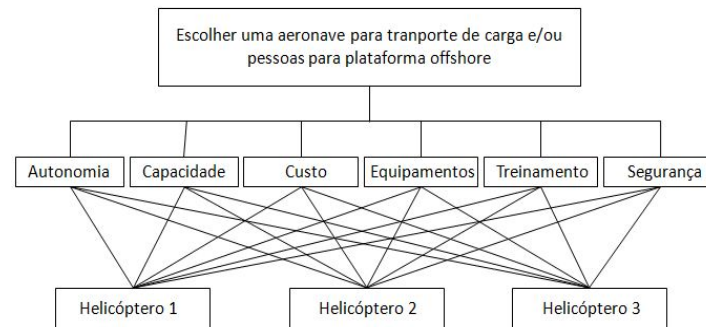 Escolher uma aeronave para tranporte de carga e/ou
pessoas para plataforma offshore
Autonomia
Capacidade
Custo
Equipamentos
Treinamento
Segurança
Helicóptero 1
Helicóptero 2
Helicóptero 3